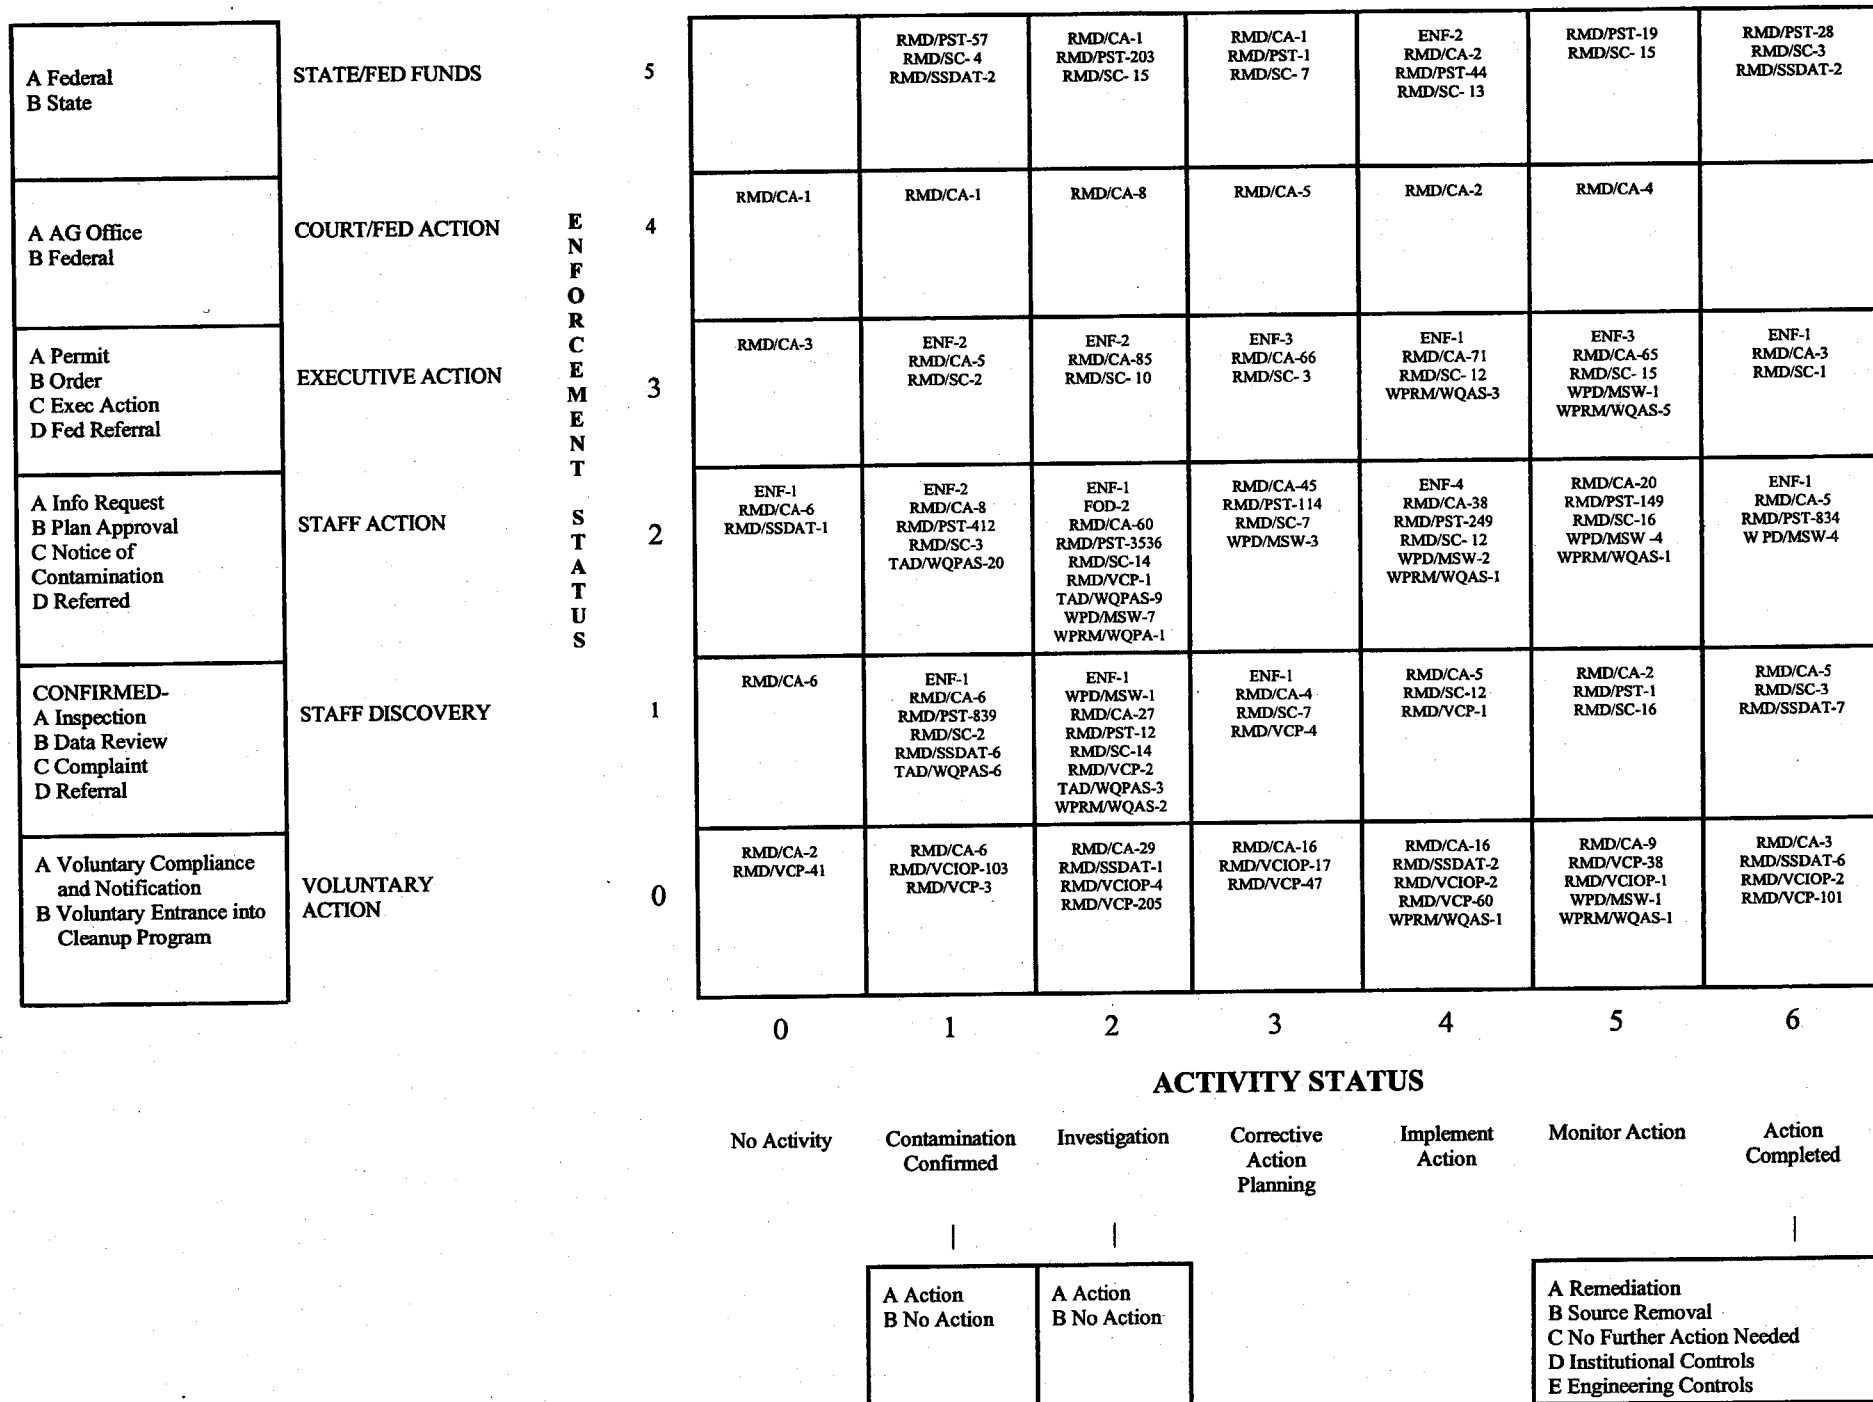 A Federal
B State
STATE/FED FUNDS
5
RMD/PST-57
RMD/SC- 4
RMD/SSDAT-2
RMD/CA-1
RMD/PST-203
RMD/SC- 15
RMD/CA-1
RMD/PST-1
RMD/SC- 7
ENF-2
RMD/CA-2
RMD/PST-44
RMD/SC- 13
RMD/PST-19
RMD/SC- 15
RMD/PST-28
RMD/SC-3
RMD/SSDAT-2
A AG Office
B Federal
COURT/FED ACTION
4
RMD/CA-1
RMD/CA-1
RMD/CA-8
RMD/CA-5
RMD/CA-2
RMD/CA-4
ENFORCEMENT STATUS
A Permit
B Order
C Exec Action
D Fed Referral
EXECUTIVE ACTION
3
RMD/CA-3
ENF-2
RMD/CA-5
RMD/SC-2
ENF-2
RMD/CA-85
RMD/SC- 10
ENF-3
RMD/CA-66
RMD/SC- 3
ENF-1
RMD/CA-71
RMD/SC- 12
WPRM/WQAS-3
ENF-3
RMD/CA-65
RMD/SC- 15
WPD/MSW-1
WPRM/WQAS-5
ENF-1
RMD/CA-3
RMD/SC-1
A Info Request
B Plan Approval
C Notice of
Contamination
D Referred
STAFF ACTION
2
ENF-1
RMD/CA-6
RMD/SSDAT-1
ENF-2
RMD/CA-8
RMD/PST-412
RMD/SC-3
TAD/WQPAS-20
ENF-1
FOD-2
RMD/CA-60
RMD/PST-3536
RMD/SC-14
RMD/VCP-1
TAD/WQPAS-9
WPD/MSW-7
WPRM/WQPA-1
RMD/CA-45
RMD/PST-114
RMD/SC-7
WPD/MSW-3
ENF-4
RMD/CA-38
RMD/PST-249
RMD/SC- 12
WPD/MSW-2
WPRM/WQAS-1
RMD/CA-20
RMD/PST-149
RMD/SC-16
WPD/MSW -4
WPRM/WQAS-1
ENF-1
RMD/CA-5
RMD/PST-834
W PD/MSW-4
CONFIRMED-
A Inspection
B Data Review
C Complaint
D Referral
STAFF DISCOVERY
1
RMD/CA-6
ENF-1
RMD/CA-6
RMD/PST-839
RMD/SC-2
RMD/SSDAT-6
TAD/WQPAS-6
ENF-1
WPD/MSW-1
RMD/CA-27
RMD/PST-12
RMD/SC-14
RMD/VCP-2
TAD/WQPAS-3
WPRM/WQAS-2
ENF-1
RMD/CA-4
RMD/SC-7
RMD/VCP-4
RMD/CA-5
RMD/SC-12
RMD/VCP-1
RMD/CA-2
RMD/PST-1
RMD/SC-16
RMD/CA-5
RMD/SC-3
RMD/SSDAT-7
A Voluntary Compliance
and Notification
B Voluntary Entrance into
Cleanup Program
VOLUNTARY
ACTION
0
RMD/CA-2
RMD/VCP-41
RMD/CA-6
RMD/VCIOP-103
RMD/VCP-3
RMD/CA-29
RMD/SSDAT-1
RMD/VCIOP-4
RMD/VCP-205
RMD/CA-16
RMD/VCIOP-17
RMD/VCP-47
RMD/CA-16
RMD/SSDAT-2
RMD/VCIOP-2
RMD/VCP-60
WPRM/WQAS-1
RMD/CA-9
RMD/VCP-38
RMD/VCIOP-1
WPD/MSW-1
WPRM/WQAS-1
RMD/CA-3
RMD/SSDAT-6
RMD/VCIOP-2
RMD/VCP-101
0 1 2 3 4 5 6
ACTIVITY STATUS
No Activity
Contamination
Confirmed
Investigation
Corrective
Action
Planning
Implement
Action
Monitor Action
Action
Completed
A Action
B No Action
A Action
B No Action
A Remediation
B Source Removal
C No Further Action Needed
D Institutional Controls
E Engineering Controls